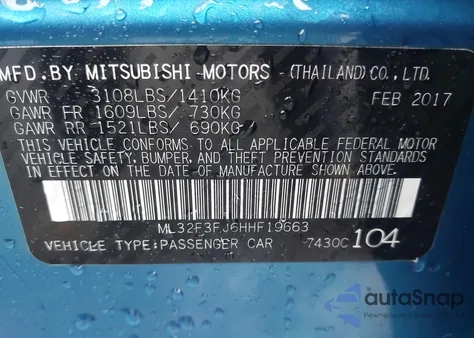 MFD.BY MITSUBISHI MOTORS (THAILAND)CO., LTD.
GVWR 3108LBS/1410KG FEB 2017
GAWR FR 1609LBS/ 730KG
GAWR RR 1521LBS/ 690KG
THIS VEHICLE CONFORMS TO ALL APPLICABLE FEDERAL MOTOR
VEHICLE SAFETY, BUMPER, AND THEFT PREVENTION STANDARDS
IN EFFECT ON THE DATE OF MANUFACTURE SHOWN ABOVE.
ML32F3FJ6HHF19663
VEHICLE TYPE:PASSENGER CAR 7430C 104
autoSnap